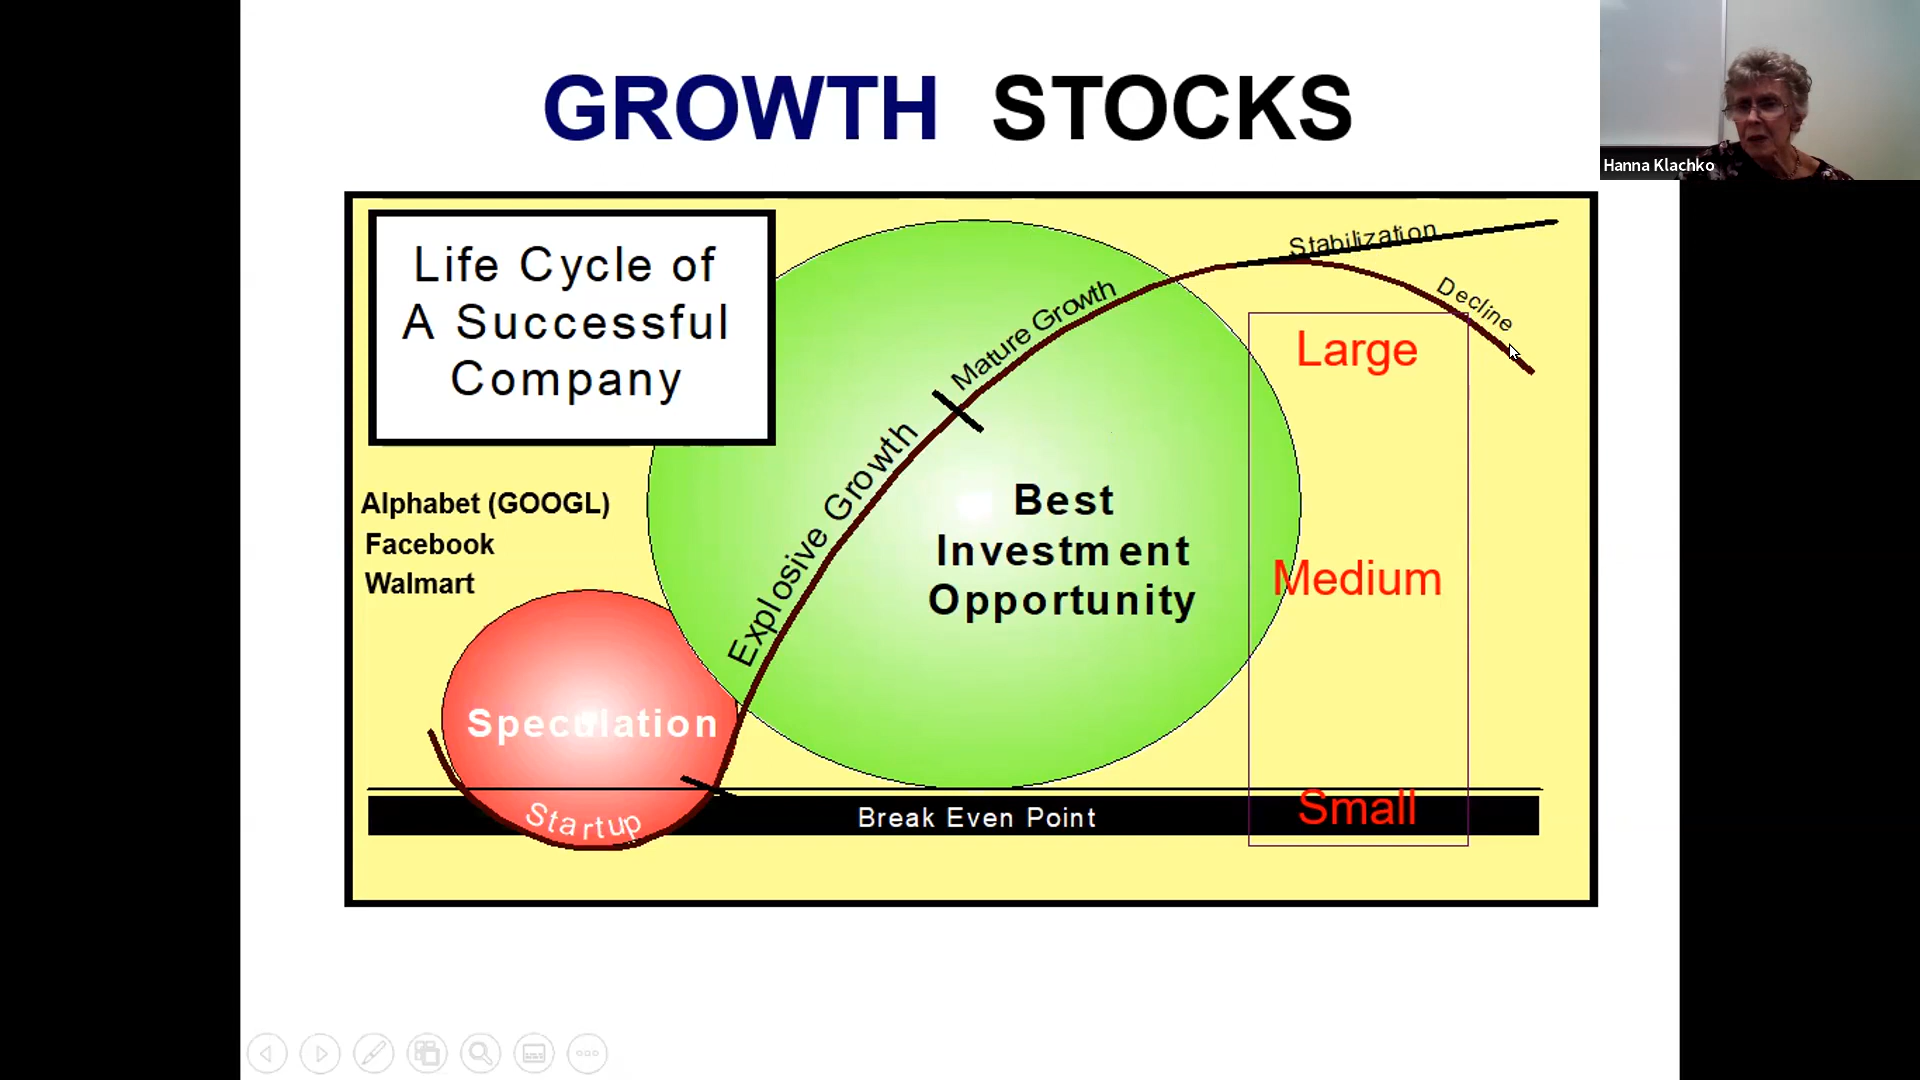 GROWTH STOCKS
Hanna Klachko
Life Cycle of
A Successful
Company
Stabilization
Decline
Mature Growth
Large
Explosive Growth
Alphabet (GOOGL)
Facebook
Walmart
Best
Investment
Opportunity
Medium
Speculation
Startup
Break Even Point
Small